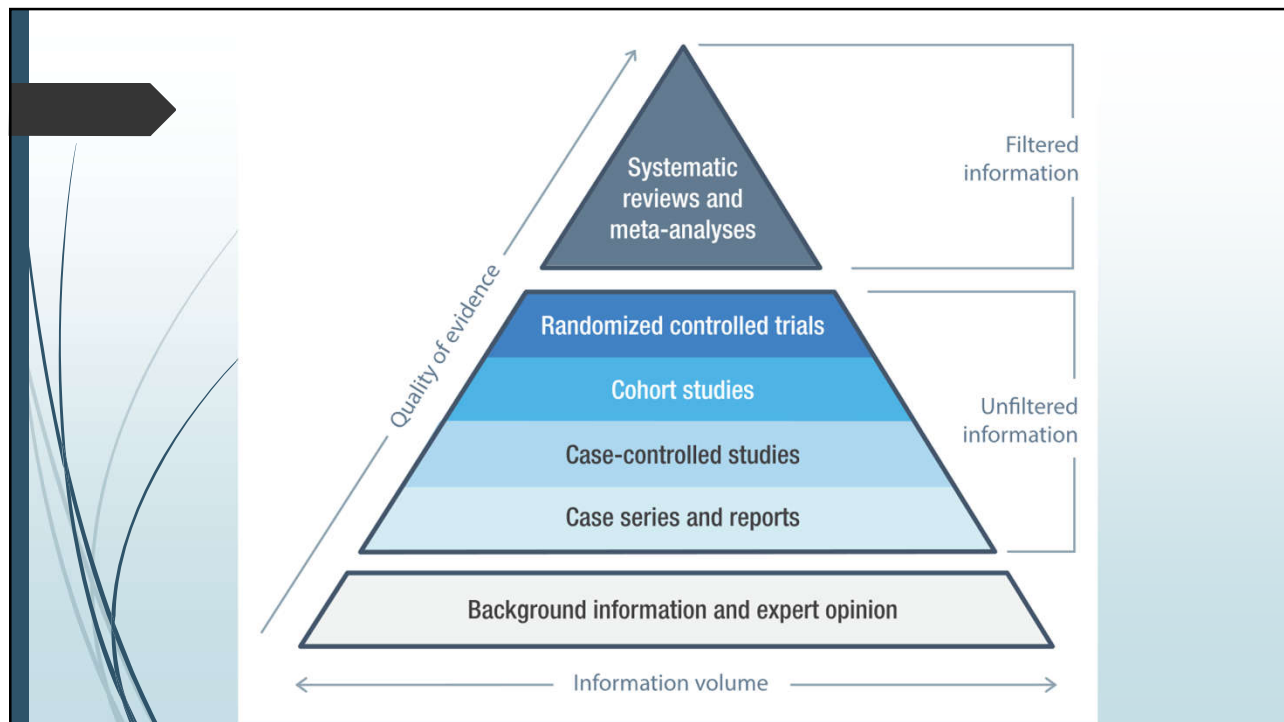 Filtered
information
Systematic
reviews and
meta-analyses
Quality of evidence
Randomized controlled trials
Cohort studies
Unfiltered
information
Case-controlled studies
Case series and reports
Background information and expert opinion
Information volume